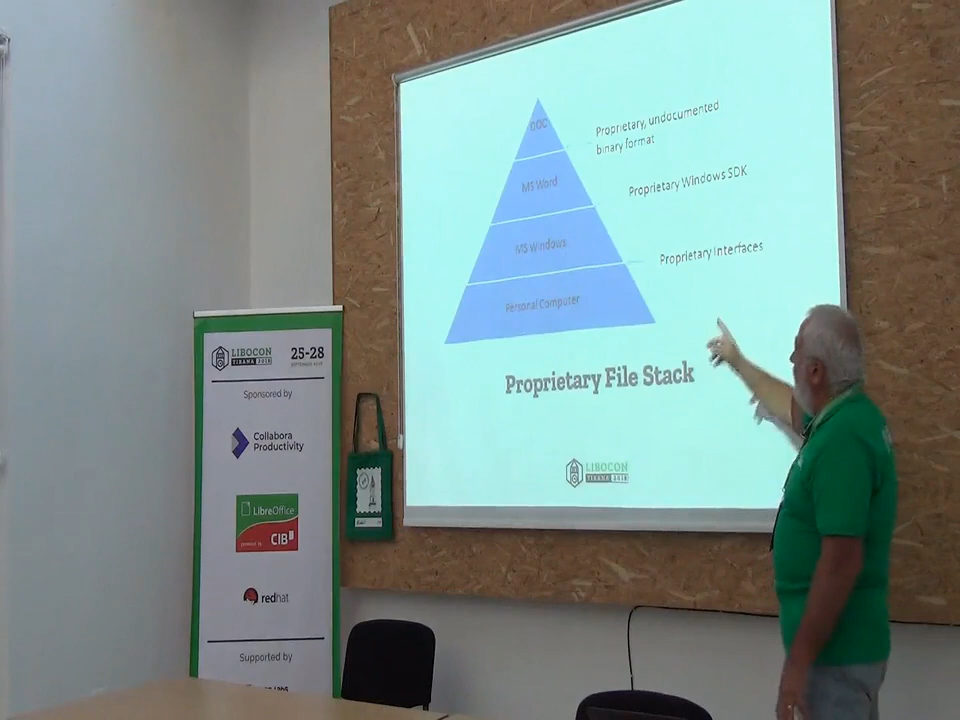 DOC
Proprietary, undocumented
binary format
MS Word
Proprietary Windows SDK
MS Windows
Proprietary Interfaces
Personal Computer
Proprietary File Stack
LIBOCON
TIRANA 2018
LIBOCON
TIRANA 2018
25-28
SEPTEMBER 2018
Sponsored by
Collabora
Productivity
LibreOffice
powered by CIB
redhat
Supported by